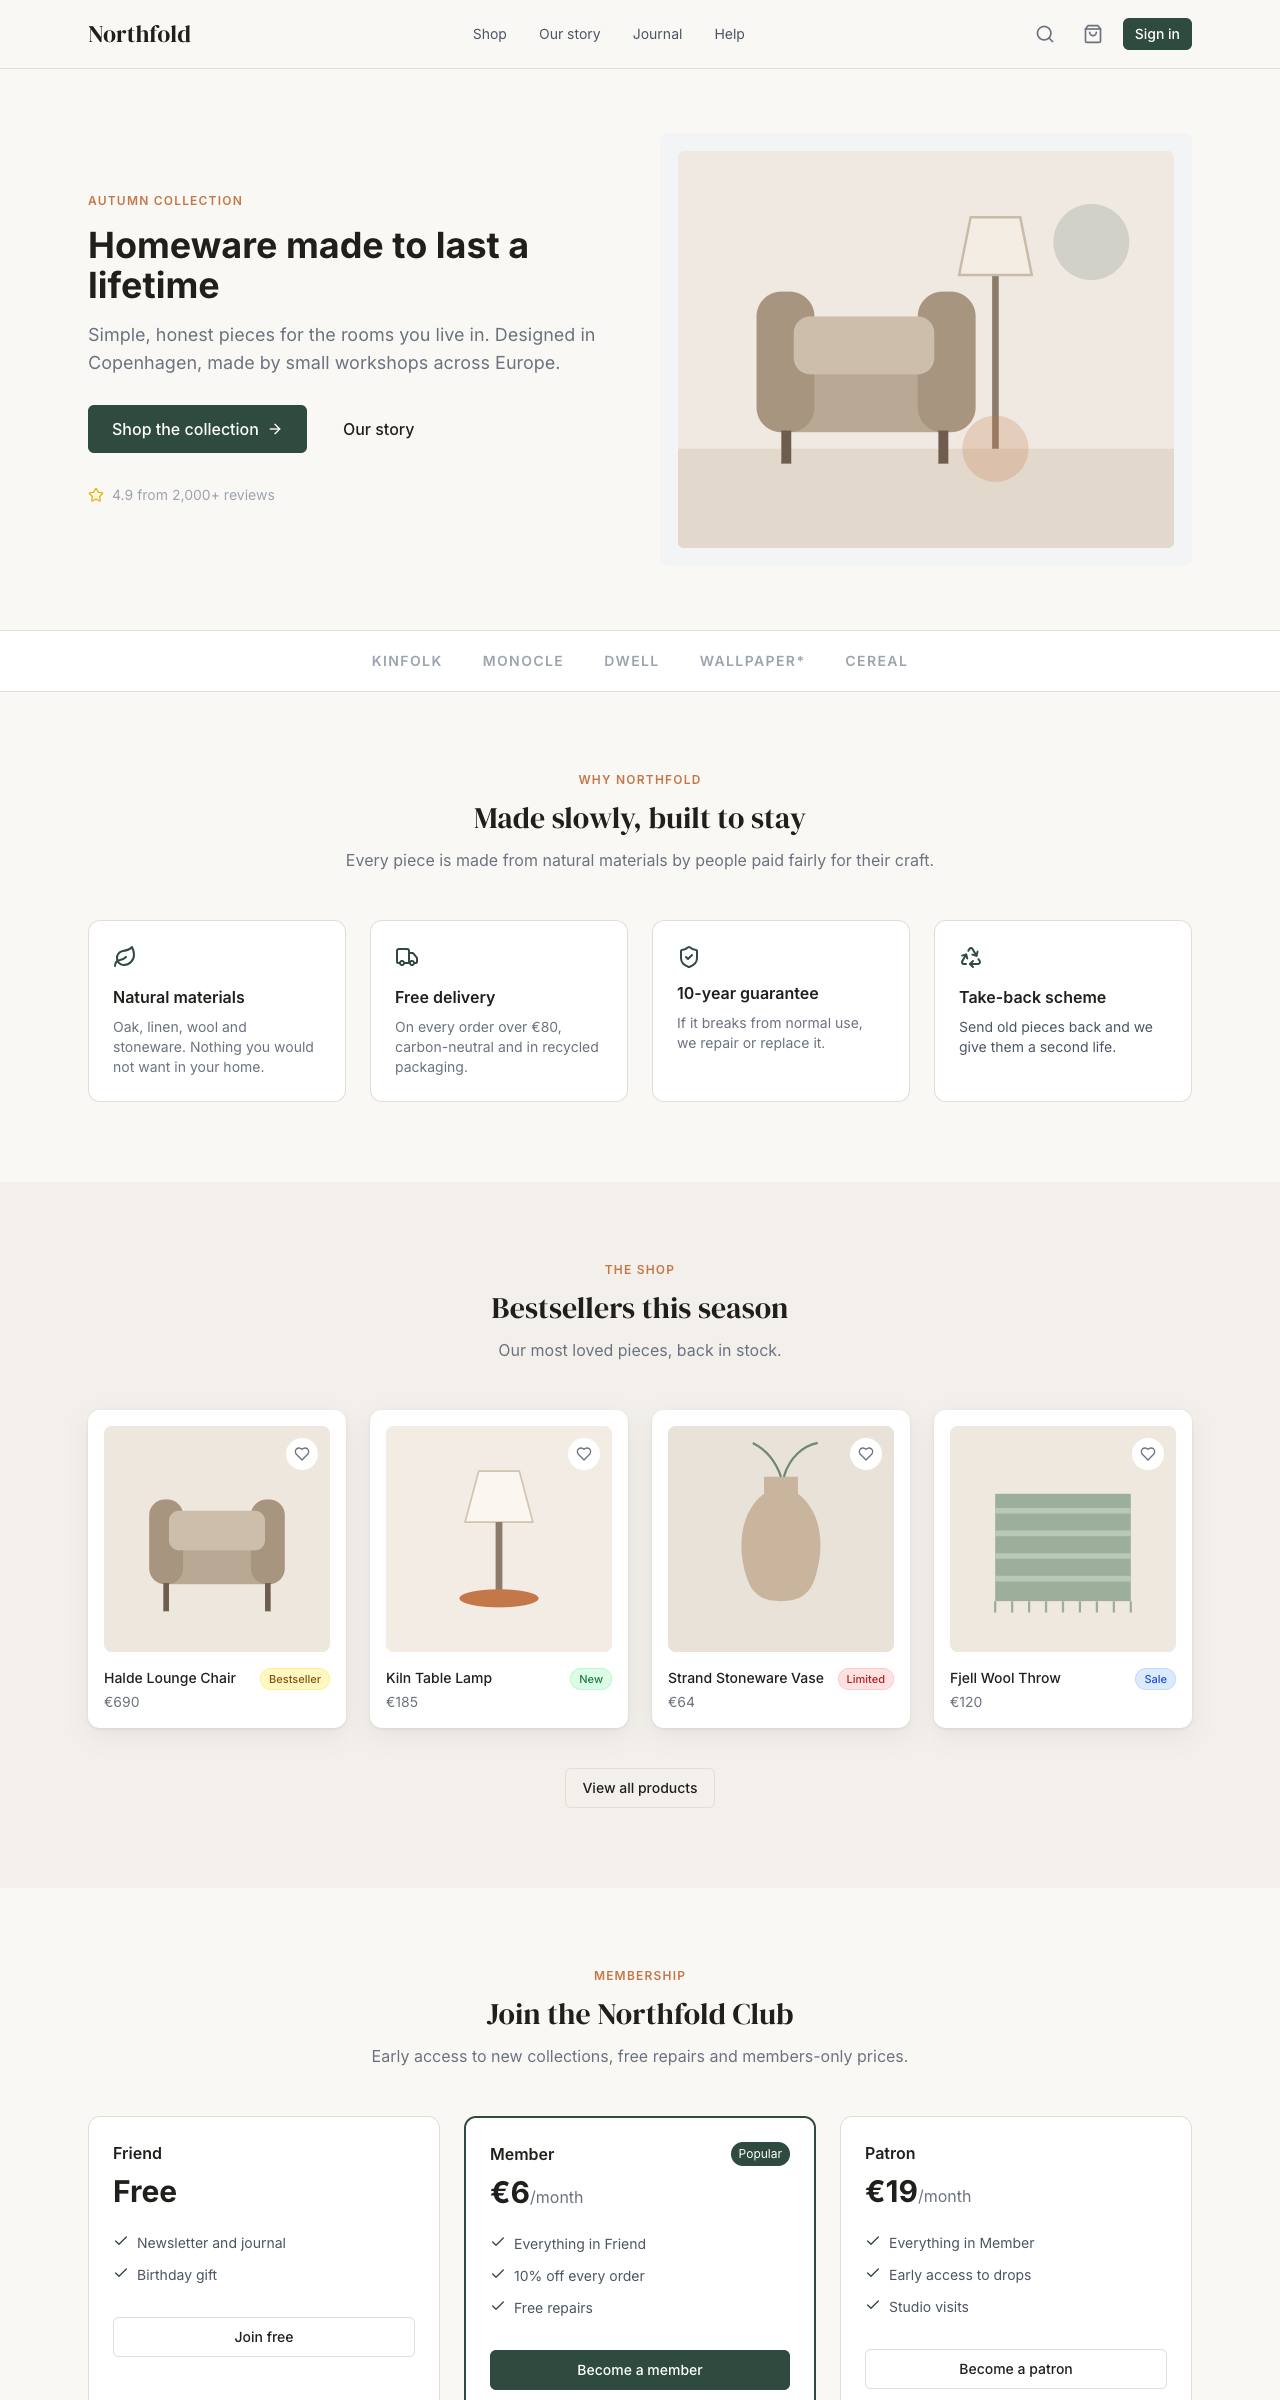 Northfold
Shop Our story Journal Help
Sign in
AUTUMN COLLECTION
Homeware made to last a
lifetime
Simple, honest pieces for the rooms you live in. Designed in
Copenhagen, made by small workshops across Europe.
Shop the collection
Our story
4.9 from 2,000+ reviews
KINFOLK MONOCLE DWELL WALLPAPER* CEREAL
WHY NORTHFOLD
Made slowly, built to stay
Every piece is made from natural materials by people paid fairly for their craft.
Natural materials
Oak, linen, wool and
stoneware. Nothing you would
not want in your home.
Free delivery
On every order over €80,
carbon-neutral and in recycled
packaging.
10-year guarantee
If it breaks from normal use,
we repair or replace it.
Take-back scheme
Send old pieces back and we
give them a second life.
THE SHOP
Bestsellers this season
Our most loved pieces, back in stock.
Halde Lounge Chair
Bestseller
€690
Kiln Table Lamp
New
€185
Strand Stoneware Vase
Limited
€64
Fjell Wool Throw
Sale
€120
View all products
MEMBERSHIP
Join the Northfold Club
Early access to new collections, free repairs and members-only prices.
Friend
Free
Newsletter and journal
Birthday gift
Join free
Member
Popular
€6/month
Everything in Friend
10% off every order
Free repairs
Become a member
Patron
€19/month
Everything in Member
Early access to drops
Studio visits
Become a patron